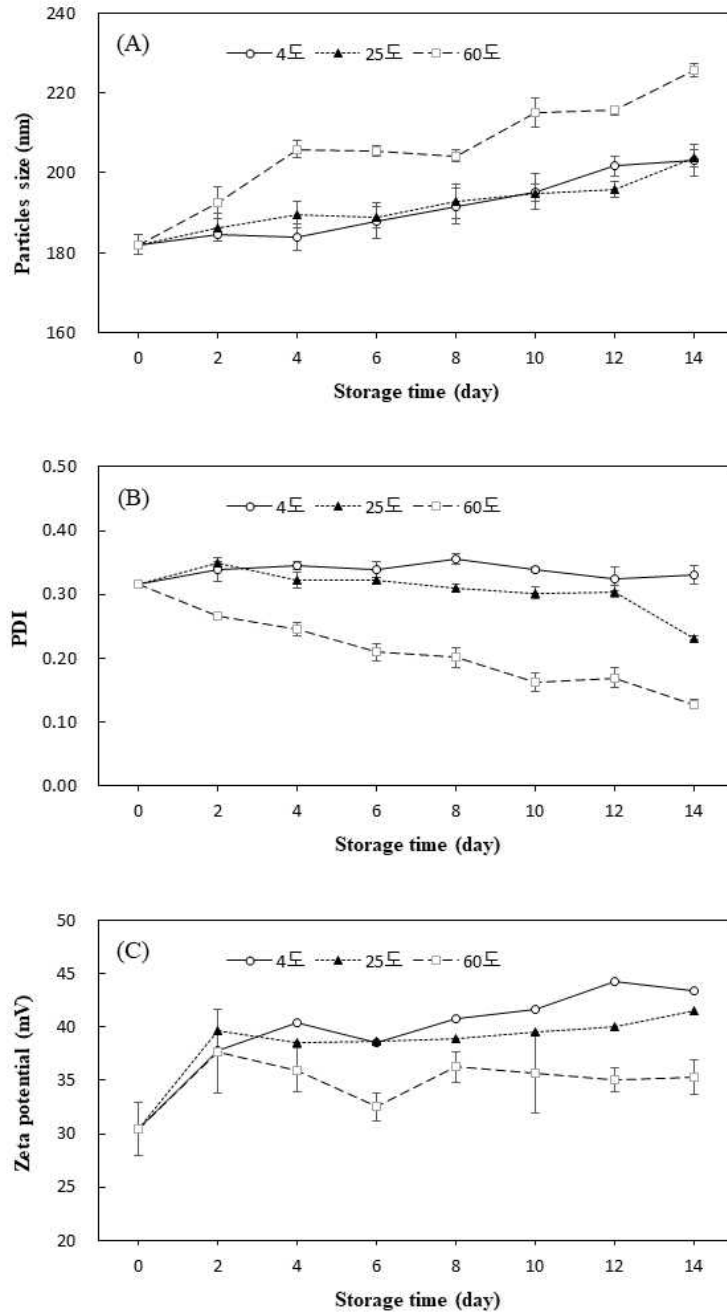 (A)
4도 25도 60도
240
220
200
180
160
Particles size (nm)
0 2 4 6 8 10 12 14
Storage time (day)
(B)
4도 25도 60도
0.50
0.40
0.30
0.20
0.10
0.00
PDI
0 2 4 6 8 10 12 14
Storage time (day)
(C)
4도 25도 60도
50
45
40
35
30
25
20
Zeta potential (mV)
0 2 4 6 8 10 12 14
Storage time (day)